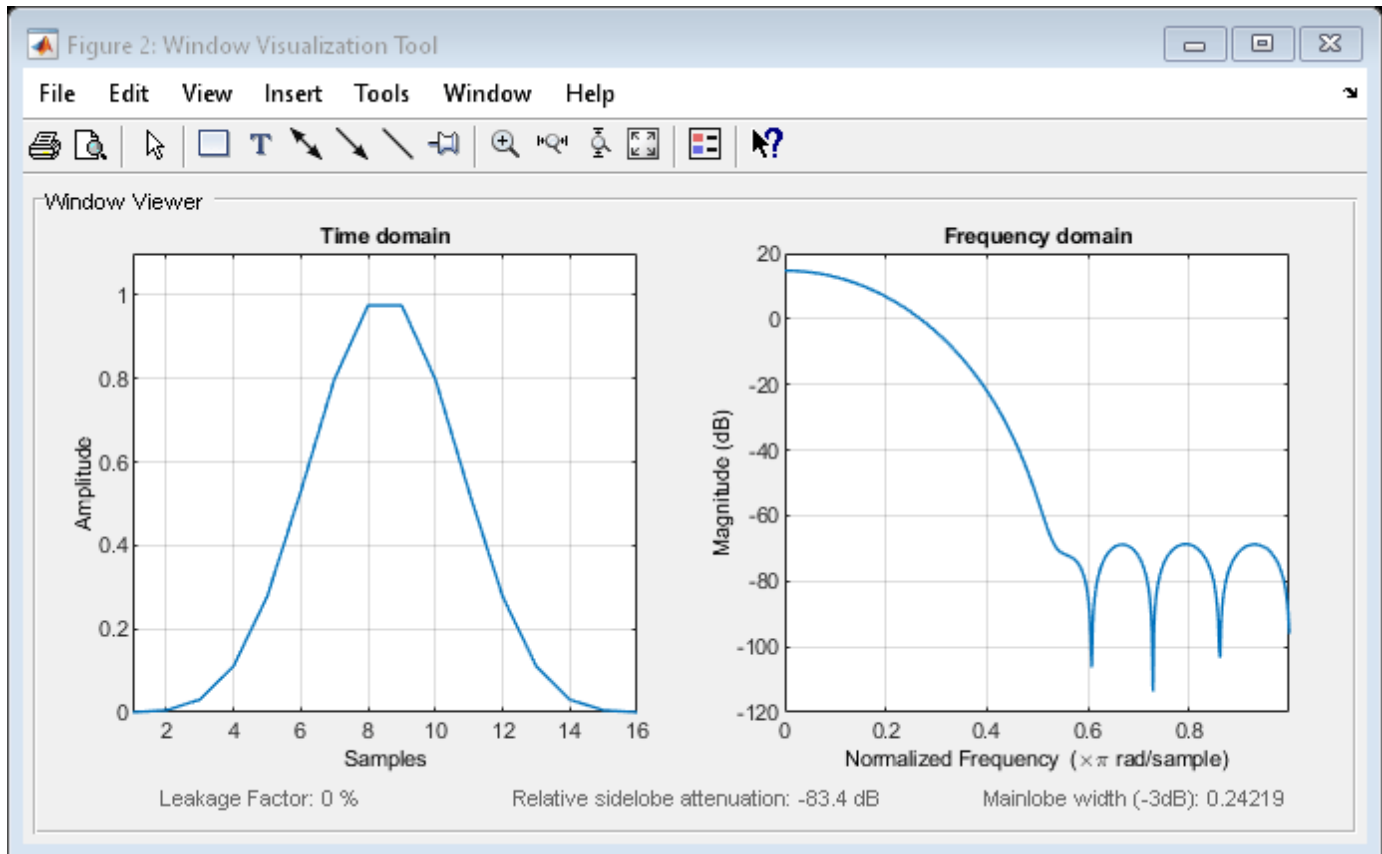 Figure 2: Window Visualization Tool
File Edit View Insert Tools Window Help
T
?
Window Viewer
Time domain
1
0.8
0.6
0.4
0.2
0
2 4 6 8 10 12 14 16
Amplitude
Samples
Frequency domain
20
0
-20
-40
-60
-80
-100
-120
0 0.2 0.4 0.6 0.8
Magnitude (dB)
Normalized Frequency (×π rad/sample)
Leakage Factor: 0 % Relative sidelobe attenuation: -83.4 dB Mainlobe width (-3dB): 0.24219